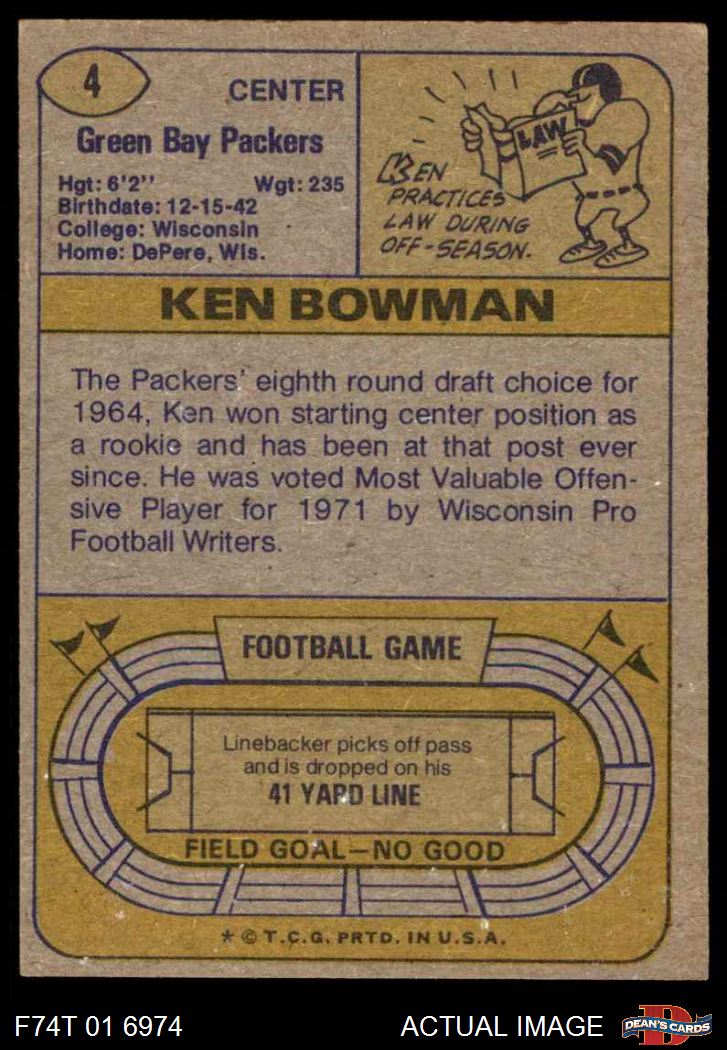 4
CENTER
Green Bay Packers
Hgt: 6'2'' Wgt: 235
Birthdate: 12-15-42
College: Wisconsin
Home: DePere, Wis.
LAW
KEN
PRACTICES
LAW DURING
OFF-SEASON.
KEN BOWMAN
The Packers' eighth round draft choice for
1964, Ken won starting center position as
a rookie and has been at that post ever
since. He was voted Most Valuable Offen-
sive Player for 1971 by Wisconsin Pro
Football Writers.
FOOTBALL GAME
Linebacker picks off pass
and is dropped on his
41 YARD LINE
FIELD GOAL—NO GOOD
* © T.C.G. PRTD. IN U.S.A.
F74T 01 6974
ACTUAL IMAGE
D
DEAN'S CARDS